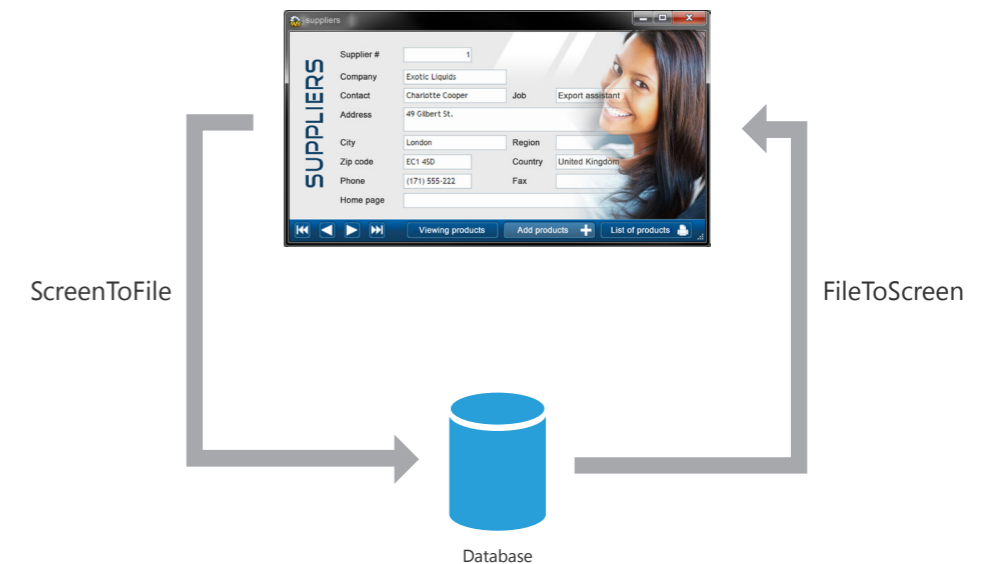 suppliers
SUPPLIERS
Supplier # 1
Company Exotic Liquids
Contact Charlotte Cooper Job Export assistant
Address 49 Gilbert St.
City London Region
Zip code EC1 4SD Country United Kingdom
Phone (171) 555-222 Fax
Home page
Viewing products Add products List of products
ScreenToFile
FileToScreen
Database